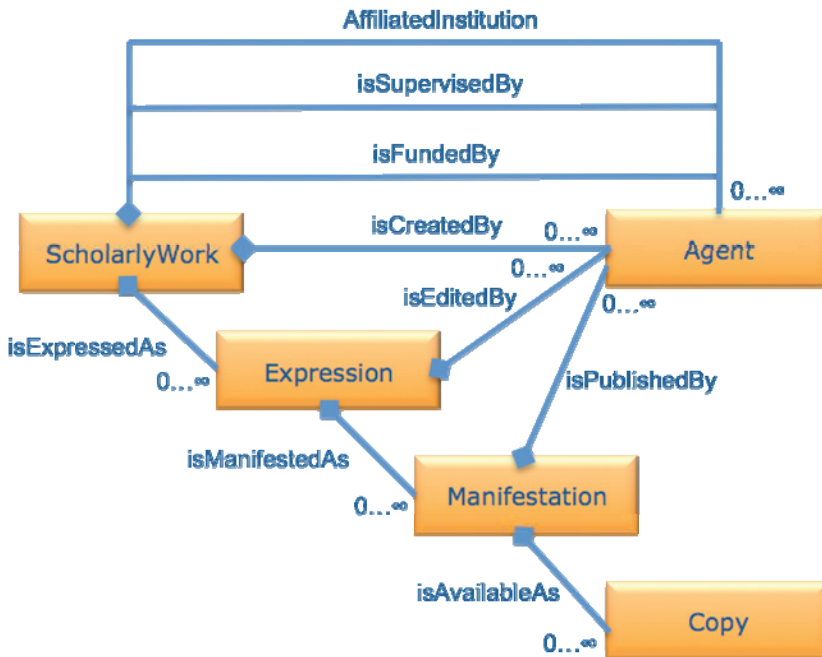 AffiliatedInstitution
isSupervisedBy
isFundedBy
0...∞
ScholarlyWork
isCreatedBy
0...∞
Agent
0...∞
isEditedBy
0...∞
isExpressedAs
0...∞
Expression
isPublishedBy
isManifestedAs
0...∞
Manifestation
isAvailableAs
0...∞
Copy